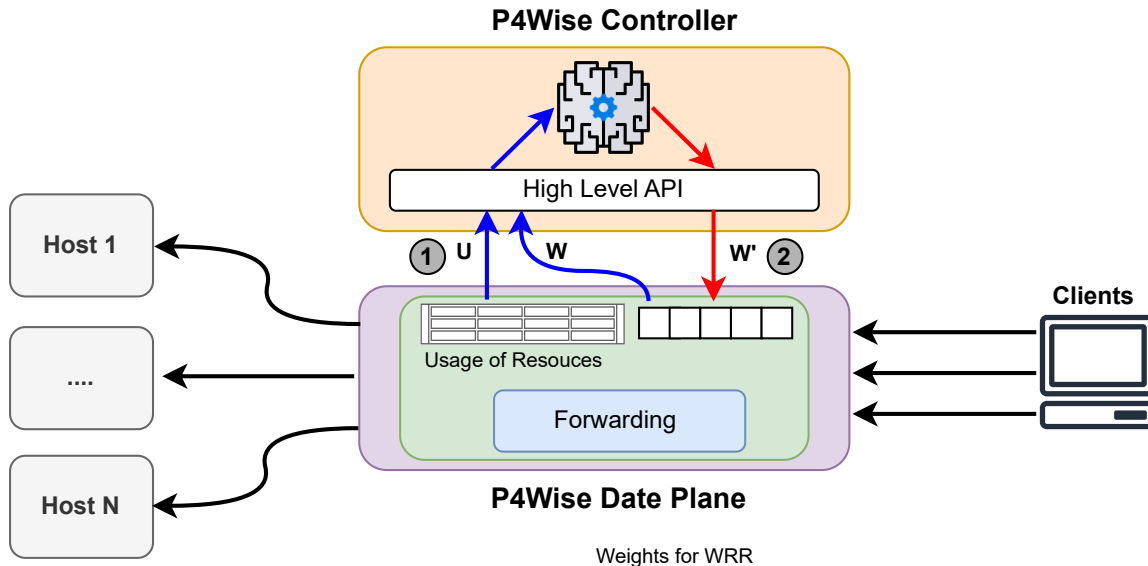 P4Wise Controller
High Level API
1
U
W
W'
2
Host 1
....
Host N
Clients
Usage of Resouces
Forwarding
P4Wise Date Plane
Weights for WRR